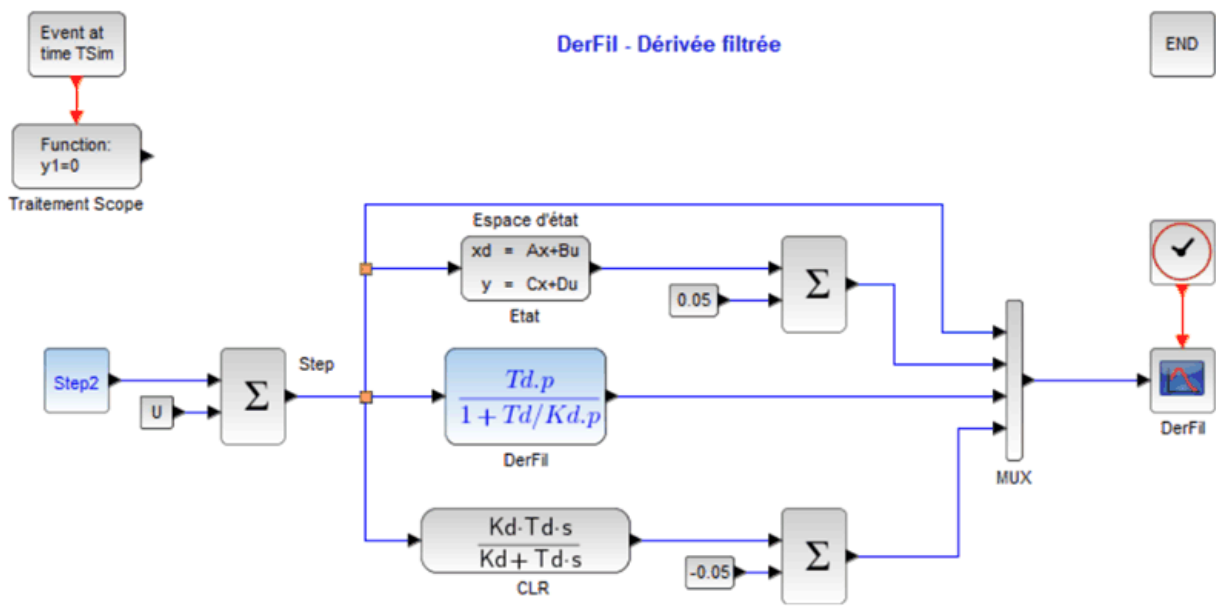 Event at
time TSim
DerFil - Dérivée filtrée
END
Function:
y1=0
Traitement Scope
Espace d'état
xd = Ax+Bu
y = Cx+Du
Etat
0.05
Σ
Step2
U
Σ
Step
Td.p
1 + Td/Kd.p
DerFil
MUX
DerFil
Kd·Td·s
Kd+Td·s
CLR
-0.05
Σ